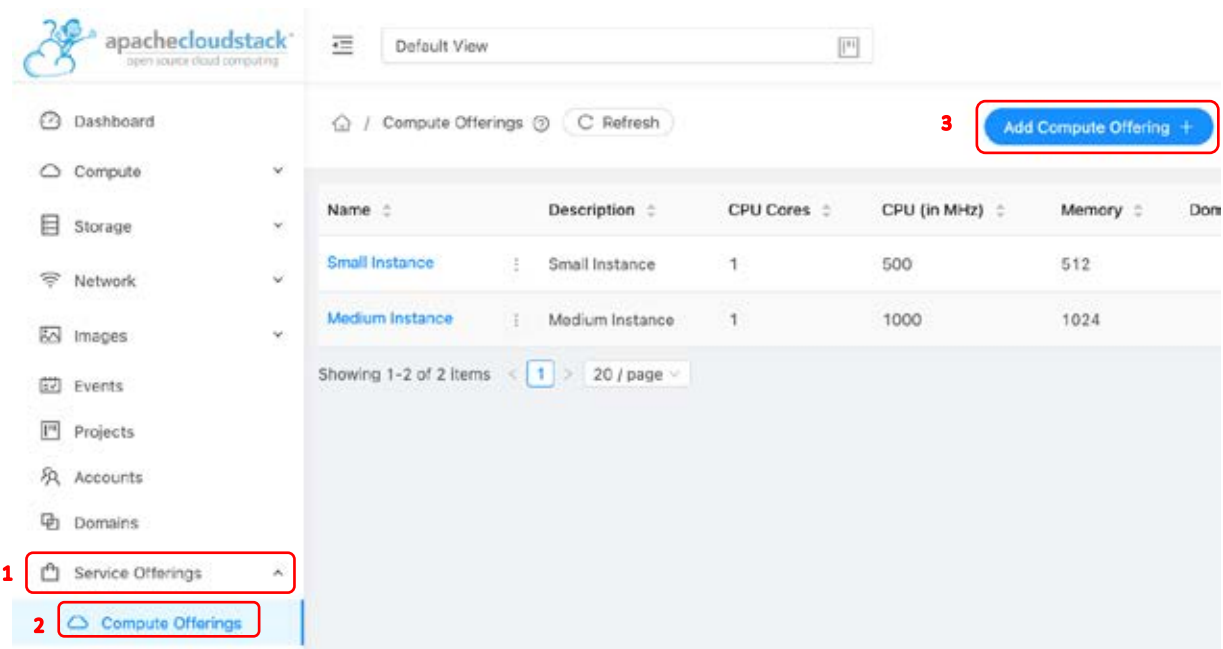 apachecloudstack™
open source cloud computing
Default View
Dashboard
Compute Offerings
Refresh
3
Add Compute Offering +
Compute
Name
Description
CPU Cores
CPU (in MHz)
Memory
Dom
Storage
Small Instance
Small Instance
1
500
512
Network
Medium Instance
Medium Instance
1
1000
1024
Images
Showing 1-2 of 2 items < 1 > 20 / page
Events
Projects
Accounts
Domains
1
Service Offerings
2
Compute Offerings